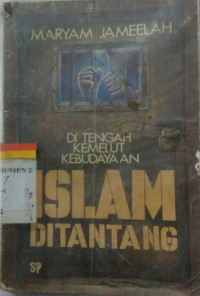 MARYAM JAMEELAH
DI TENGAH
KEMELUT
KEBUDAYAAN
ISLAM
DITANTANG
SP